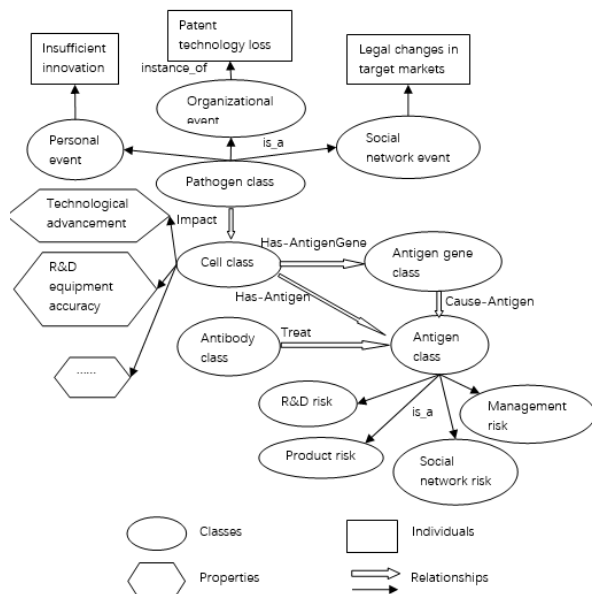 Patent
technology loss
Insufficient
innovation
Legal changes in
target markets
instance_of
Organizational
event
Personal
event
is_a
Social
network event
Pathogen class
Technological
advancement
Impact
Cell class
Has-AntigenGene
Antigen gene
class
R&D
equipment
accuracy
Has-Antigen
Cause-Antigen
Antibody
class
Treat
Antigen
class
......
R&D risk
is_a
Management
risk
Product risk
Social
network risk
Classes
Individuals
Properties
Relationships